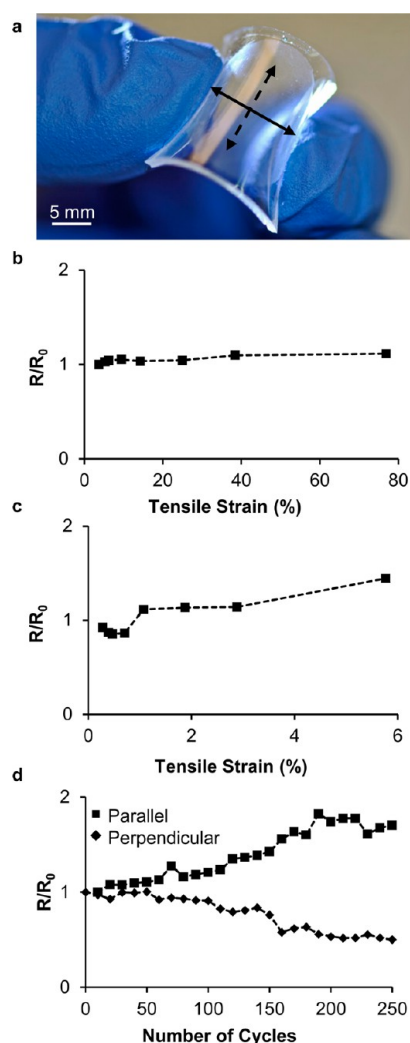 a
5 mm
b
2
1
0
R/R0
0 20 40 60 80
Tensile Strain (%)
c
2
1
0
R/R0
0 2 4 6
Tensile Strain (%)
d
2
1
0
R/R0
Parallel
Perpendicular
0 50 100 150 200 250
Number of Cycles